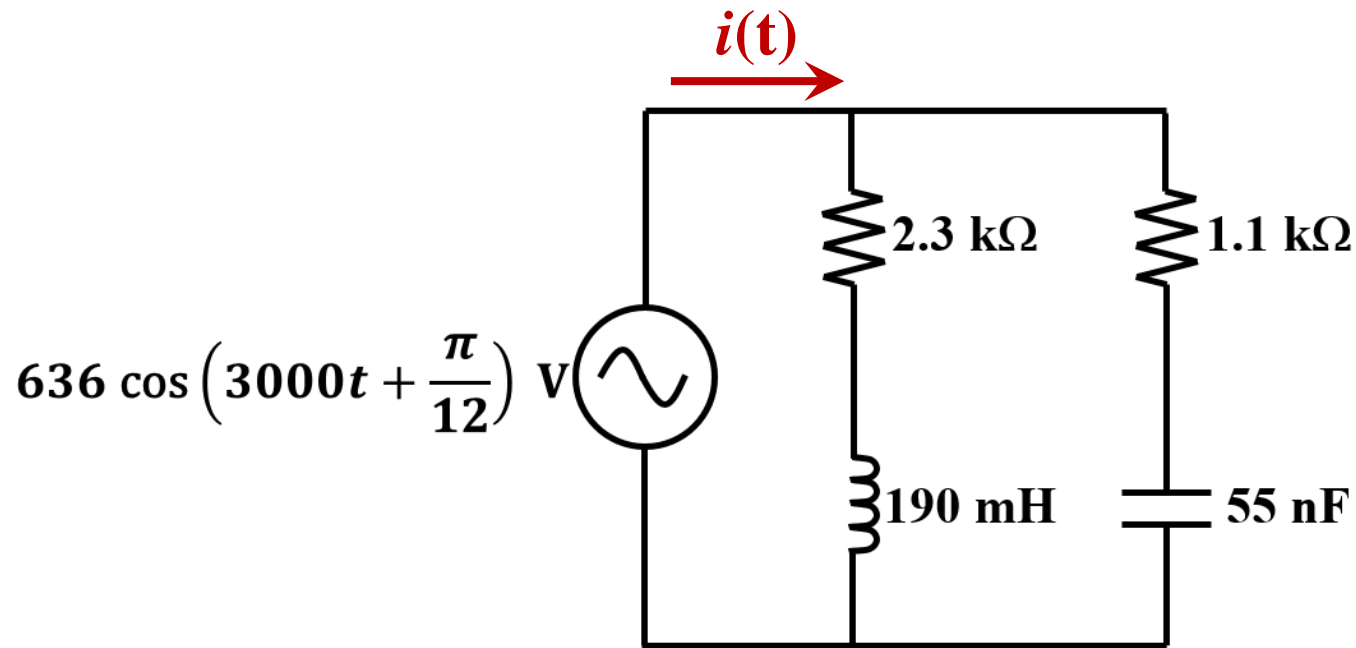 i(t)
2.3 kΩ
1.1 kΩ
636 cos(3000t + π/12) V
190 mH
55 nF